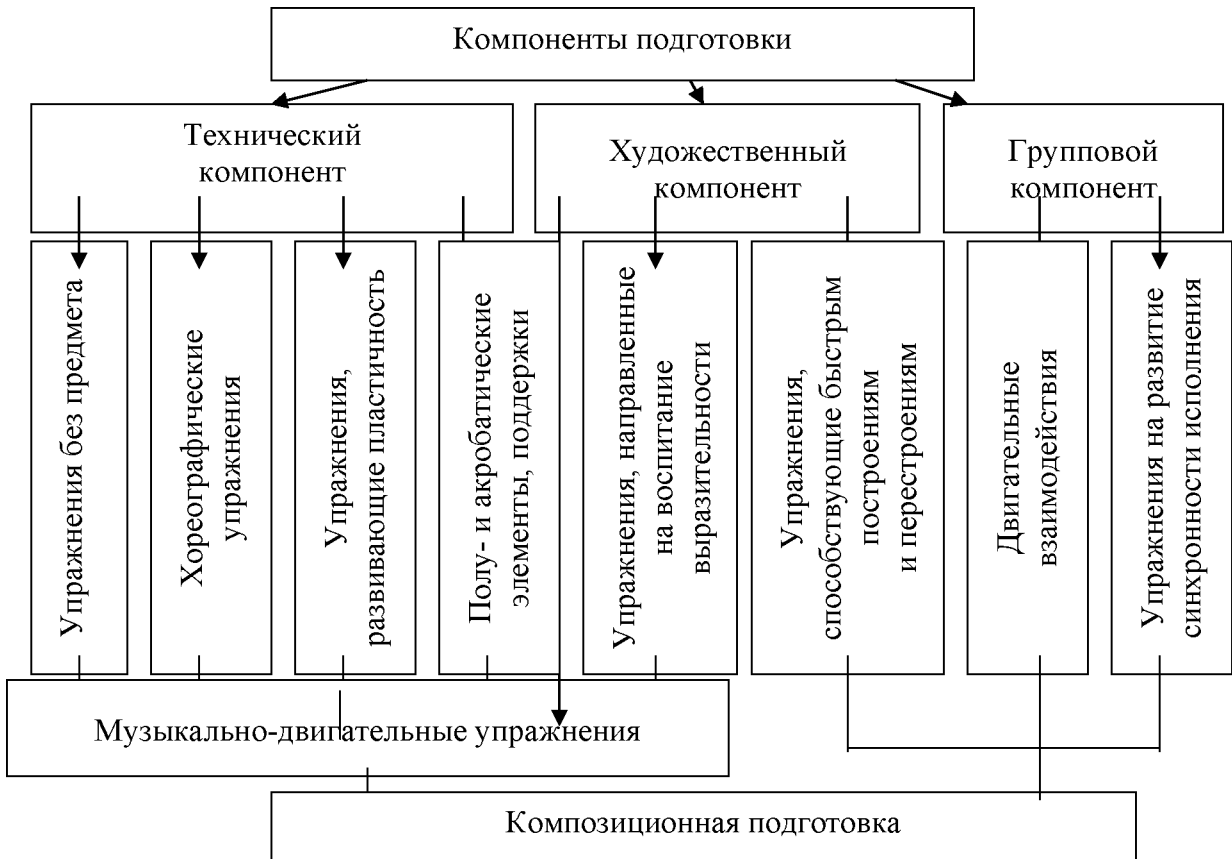 Компоненты подготовки
Технический
компонент
Художественный
компонент
Групповой
компонент
Упражнения без предмета
Хореографические
упражнения
Упражнения,
развивающие пластичность
Полу- и акробатические
элементы, поддержки
Упражнения, направленные
на воспитание
выразительности
Упражнения,
способствующие быстрым
построениям
и перестроениям
Двигательные
взаимодействия
Упражнения на развитие
синхронности исполнения
Музыкально-двигательные упражнения
Композиционная подготовка